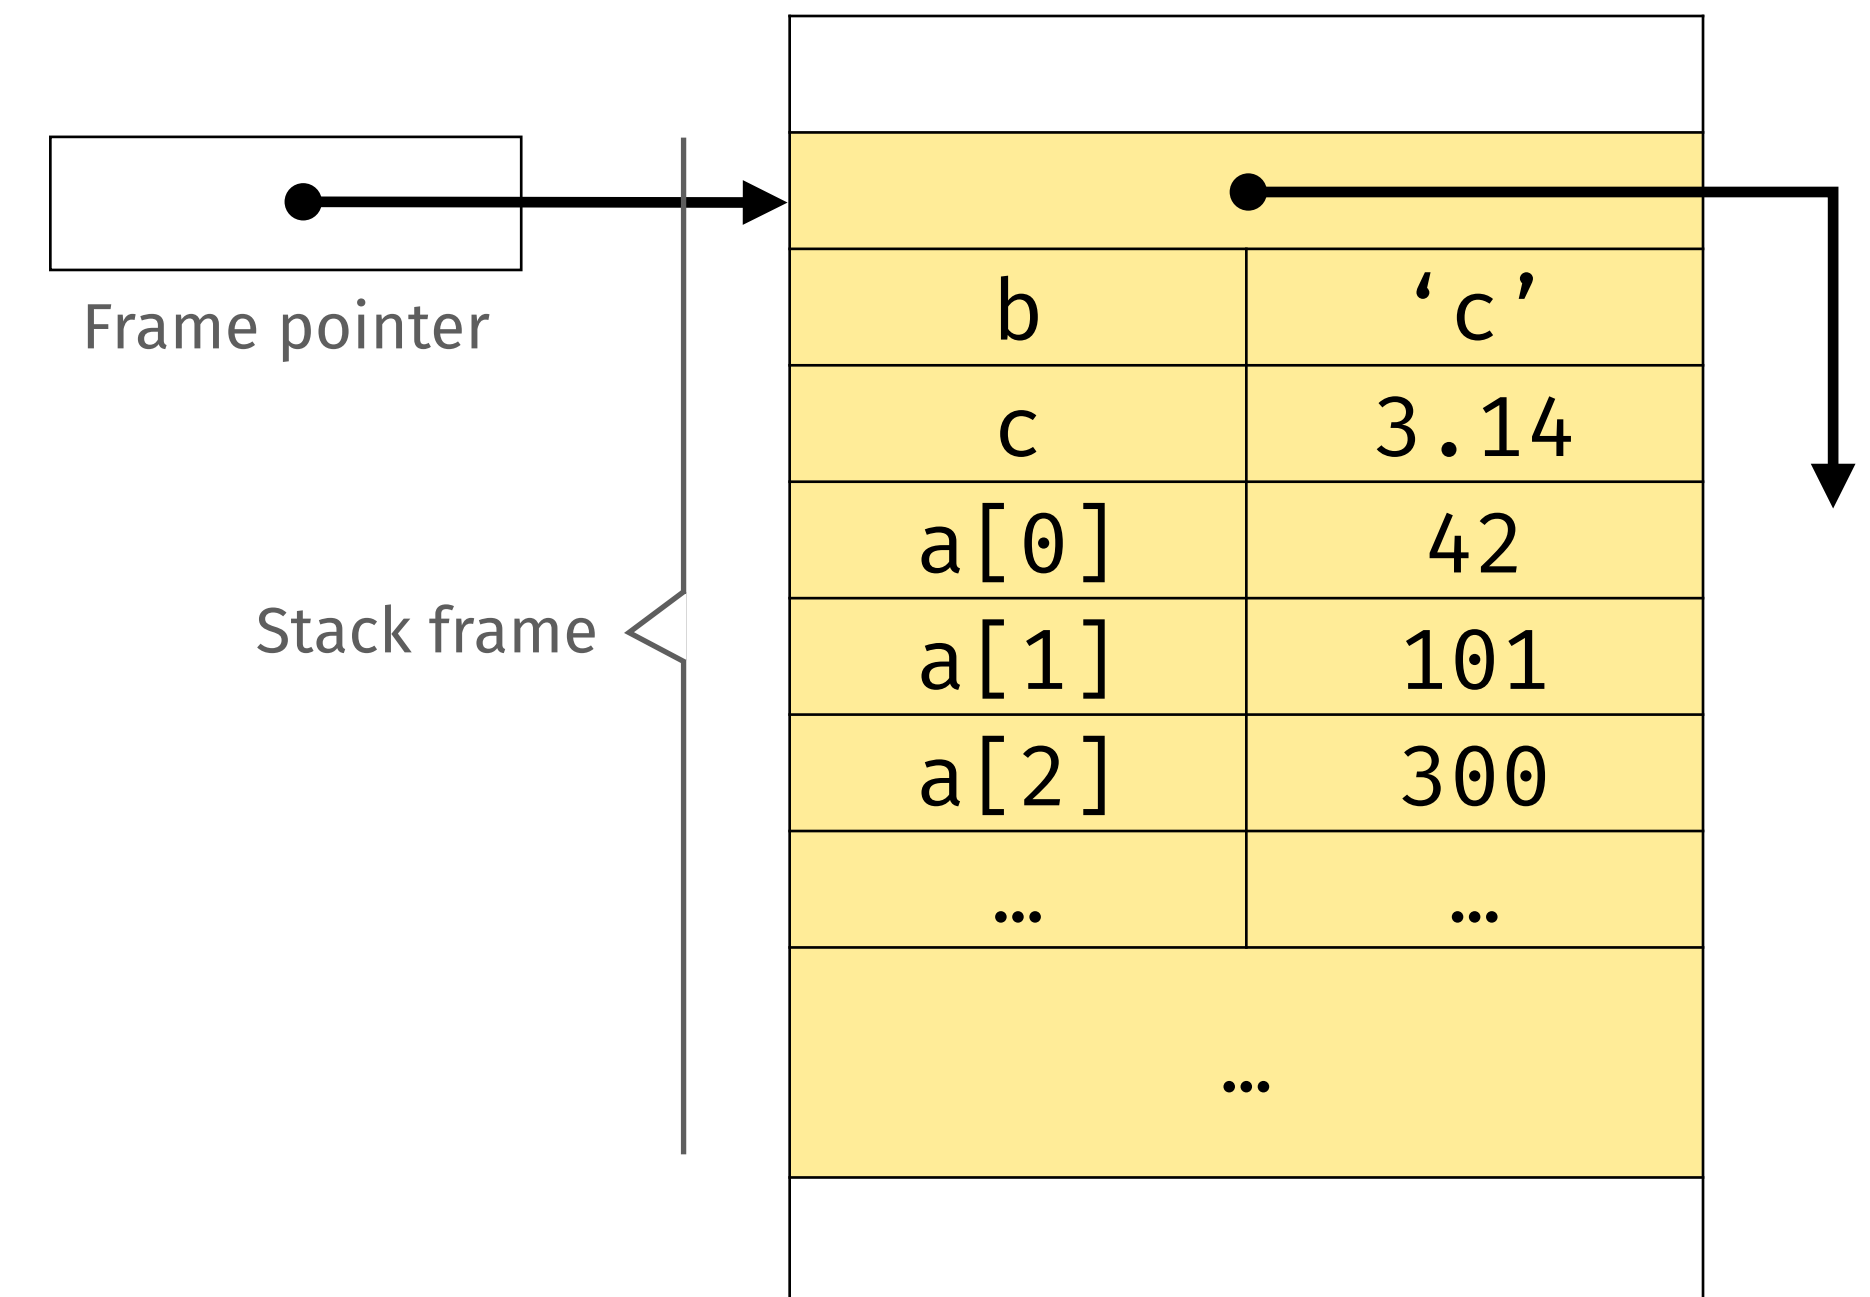 Frame pointer
b ‘c’
c 3.14
a[0] 42
a[1] 101
Stack frame
a[2] 300
… …
…